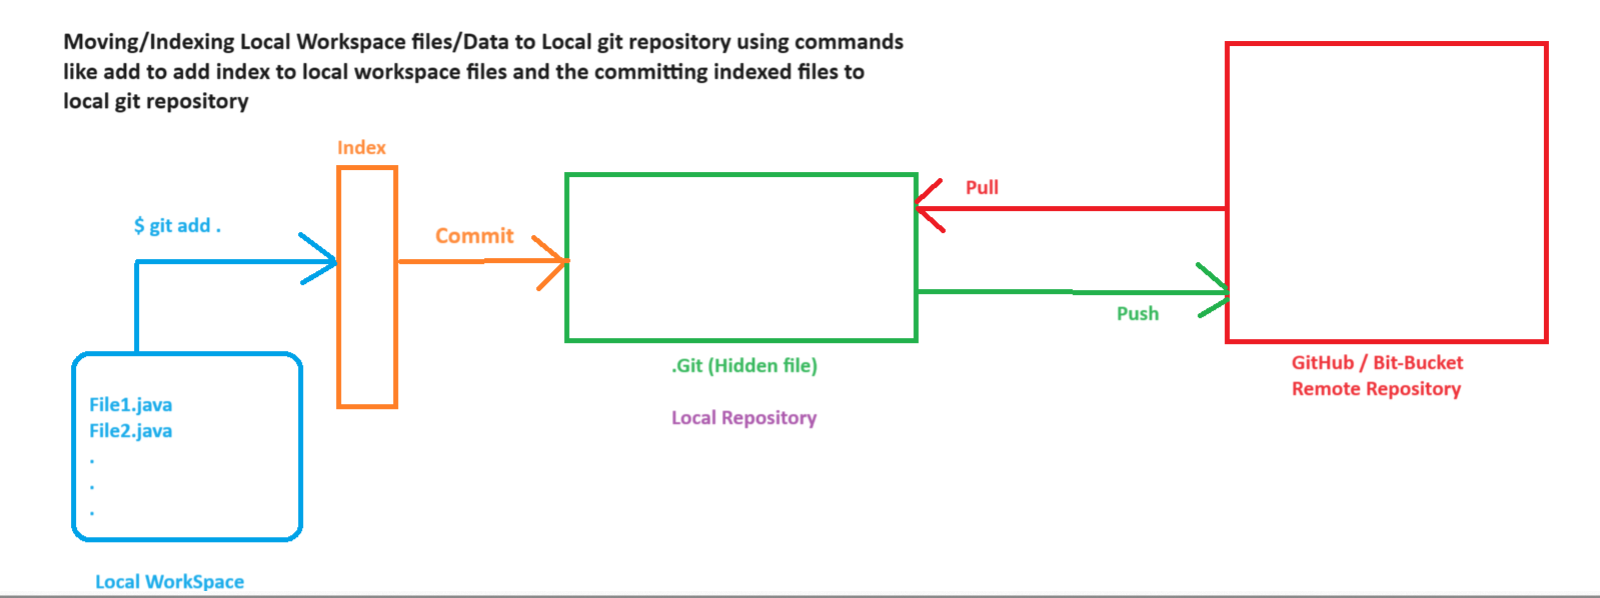 Moving/Indexing Local Workspace files/Data to Local git repository using commands
like add to add index to local workspace files and the committing indexed files to
local git repository
Index
$ git add .
Commit
Pull
Push
.Git (Hidden file)
Local Repository
GitHub / Bit-Bucket
Remote Repository
File1.java
File2.java
.
.
.
Local WorkSpace